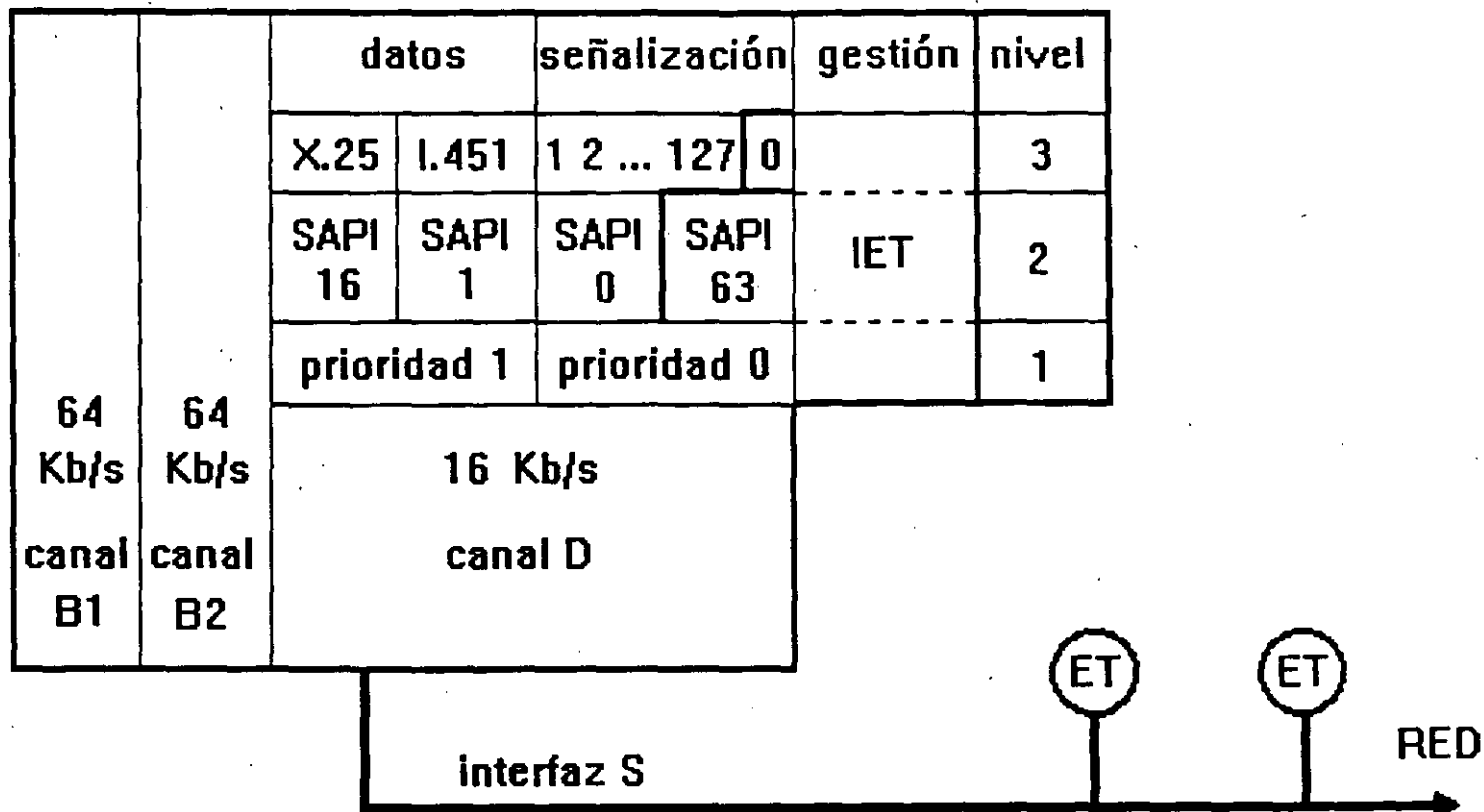 datos señalización gestión nivel
X.25 I.451 1 2 ... 127 0 3
SAPI SAPI SAPI SAPI IET 2
16 1 0 63
prioridad 1 prioridad 0 1
64 64
Kb/s Kb/s 16 Kb/s
canal canal canal D
B1 B2
ET ET
RED
interfaz S